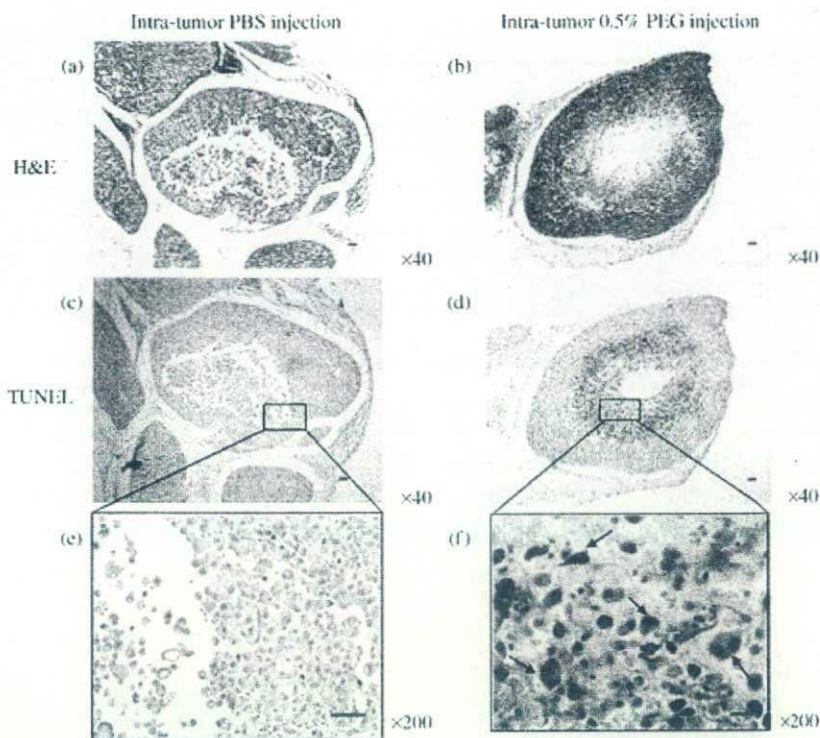 Intra-tumor PBS injection
Intra-tumor 0.5% PEG injection
(a)
(b)
H&E
×40
×40
(c)
(d)
TUNEL
×40
×40
(e)
(f)
×200
×200